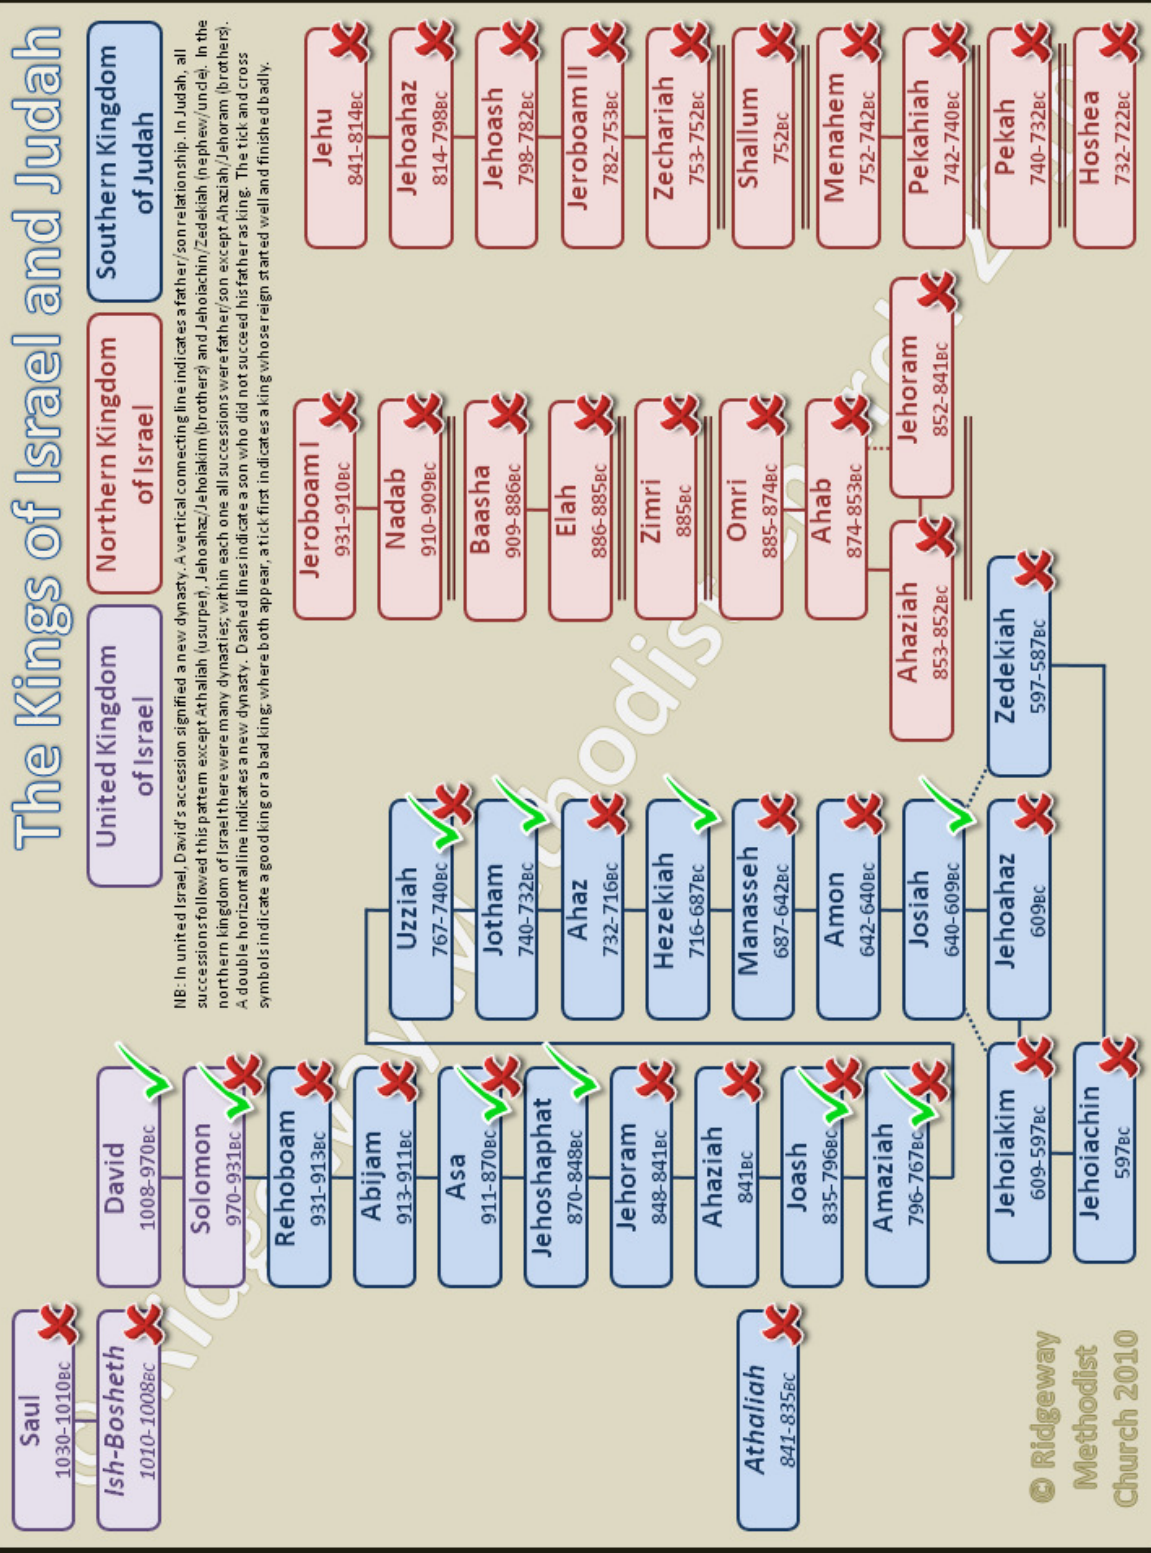 The Kings of Israel and Judah
United Kingdom
of Israel
Northern Kingdom
of Israel
Southern Kingdom
of Judah
NB: In united Israel, David's accession signified a new dynasty. A vertical connecting line indicates a father/son relationship. In Judah, all
successions followed this pattern except Athaliah (usurper), Jehoahaz/Jehoiakim (brothers) and Jehoiachin/Zedekiah (nephew/uncle). In the
northern kingdom of Israel there were many dynasties; within each one all successions were father/son except Ahaziah/Jehoram (brothers).
A double horizontal line indicates a new dynasty. Dashed lines indicate a son who did not succeed his father as king. The tick and cross
symbols indicate a good king or a bad king; where both appear, a tick first indicates a king whose reign started well and finished badly.
Saul
1030-1010BC
Ish-Bosheth
1010-1008BC
David
1008-970BC
Solomon
970-931BC
Rehoboam
931-913BC
Abijam
913-911BC
Asa
911-870BC
Jehoshaphat
870-848BC
Jehoram
848-841BC
Ahaziah
841BC
Athaliah
841-835BC
Joash
835-796BC
Amaziah
796-767BC
Uzziah
767-740BC
Jotham
740-732BC
Ahaz
732-716BC
Hezekiah
716-687BC
Manasseh
687-642BC
Amon
642-640BC
Josiah
640-609BC
Jehoahaz
609BC
Jehoiakim
609-597BC
Jehoiachin
597BC
Zedekiah
597-587BC
Jeroboam I
931-910BC
Nadab
910-909BC
Baasha
909-886BC
Elah
886-885BC
Zimri
885BC
Omri
885-874BC
Ahab
874-853BC
Ahaziah
853-852BC
Jehoram
852-841BC
Jehu
841-814BC
Jehoahaz
814-798BC
Jehoash
798-782BC
Jeroboam II
782-753BC
Zechariah
753-752BC
Shallum
752BC
Menahem
752-742BC
Pekahiah
742-740BC
Pekah
740-732BC
Hoshea
732-722BC
© Ridgeway
Methodist
Church 2010